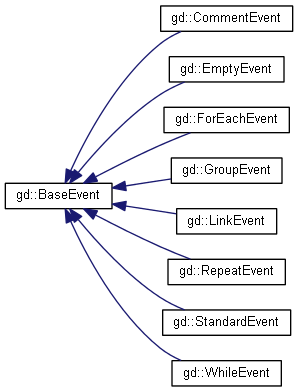 gd::CommentEvent
gd::EmptyEvent
gd::ForEachEvent
gd::GroupEvent
gd::BaseEvent
gd::LinkEvent
gd::RepeatEvent
gd::StandardEvent
gd::WhileEvent